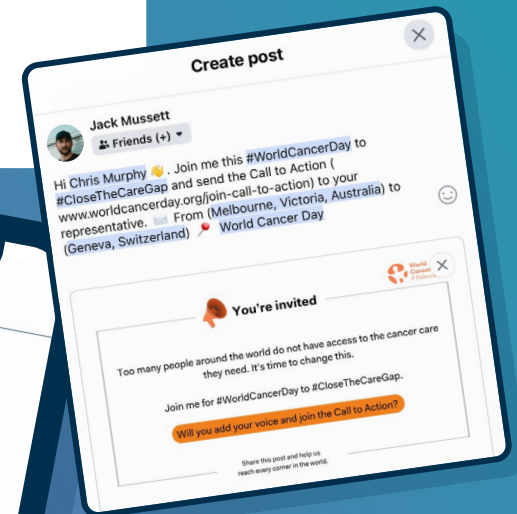 Create post
Jack Mussett
Friends (+)
Hi Chris Murphy 👋 . Join me this #WorldCancerDay to
#CloseTheCareGap and send the Call to Action (
www.worldcancerday.org/join-call-to-action) to your
representative. ✉️ From (Melbourne, Victoria, Australia) to
(Geneva, Switzerland) 📍 World Cancer Day
World
Cancer
You're invited
Too many people around the world do not have access to the cancer care
they need. It's time to change this.
Join me for #WorldCancerDay to #CloseTheCareGap.
Will you add your voice and join the Call to Action?
Share this post and help us
reach every corner in the world.